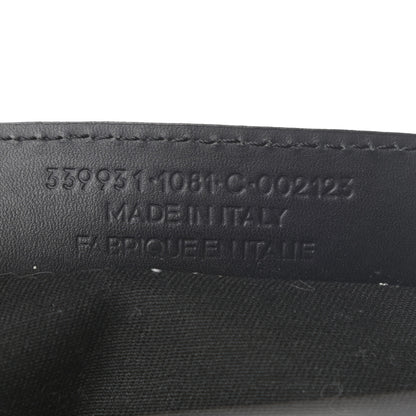 339931·1081·C·002123
MADE IN ITALY
FABRIQUE EN ITALIE